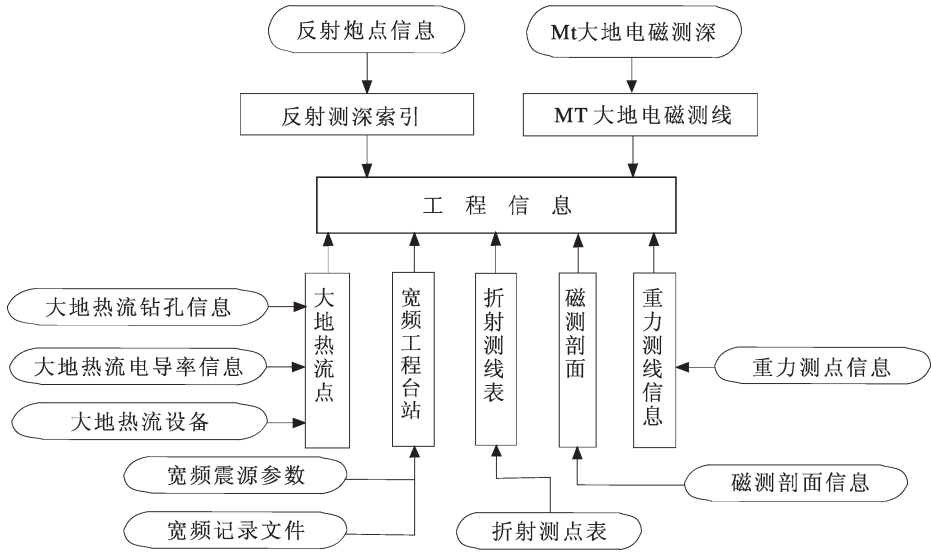 反射炮点信息
Mt大地电磁测深
反射测深索引
MT大地电磁测线
工程信息
大地热流点
宽频工程台站
折射测线表
磁测剖面
重力测线信息
大地热流钻孔信息
大地热流电导率信息
大地热流设备
重力测点信息
宽频震源参数
磁测剖面信息
宽频记录文件
折射测点表